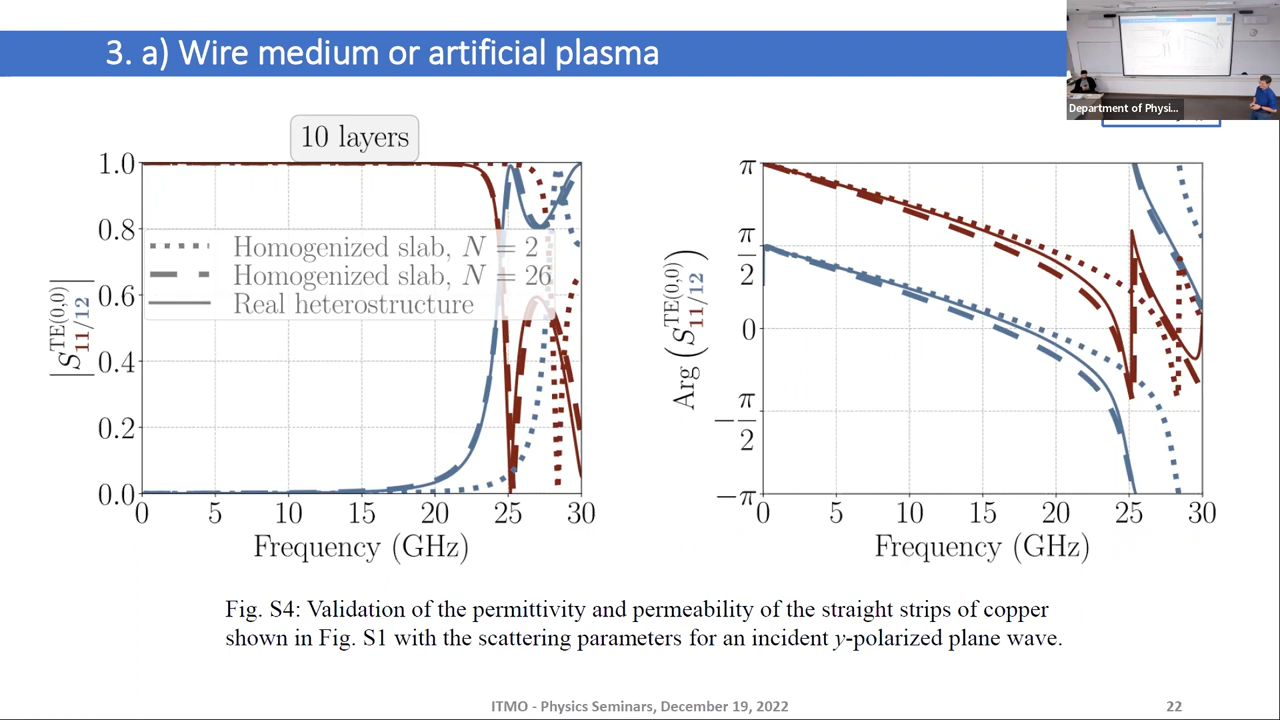 3. a) Wire medium or artificial plasma
Department of Physi...
10 layers
1.0
0.8
0.6
0.4
0.2
0.0
|S^{TE(0,0)}_{11/12}|
Homogenized slab, N = 2
Homogenized slab, N = 26
Real heterostructure
0 5 10 15 20 25 30
Frequency (GHz)
π
π/2
0
−π/2
−π
Arg (S^{TE(0,0)}_{11/12})
0 5 10 15 20 25 30
Frequency (GHz)
Fig. S4: Validation of the permittivity and permeability of the straight strips of copper
shown in Fig. S1 with the scattering parameters for an incident y-polarized plane wave.
ITMO - Physics Seminars, December 19, 2022
22